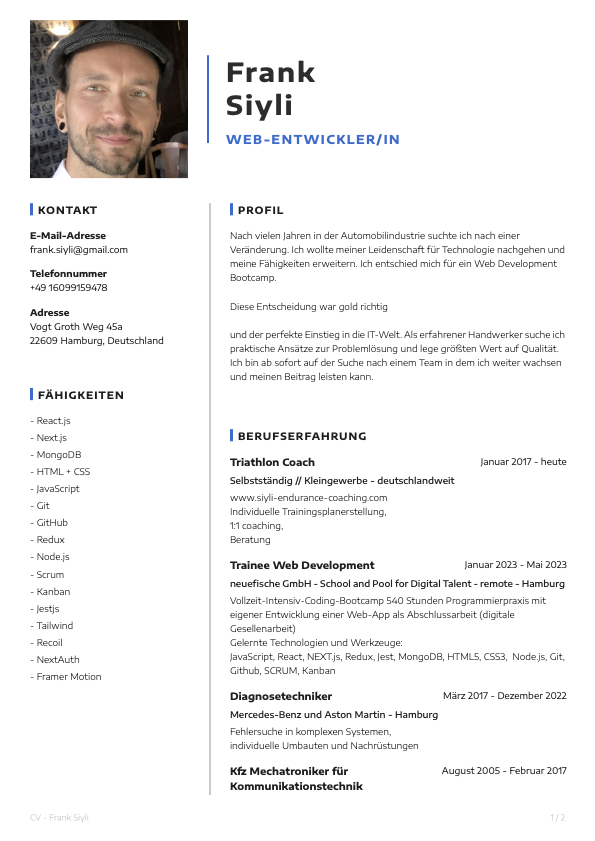 Frank
Siyli
WEB-ENTWICKLER/IN
KONTAKT
E-Mail-Adresse
frank.siyli@gmail.com
Telefonnummer
+49 16099159478
Adresse
Vogt Groth Weg 45a
22609 Hamburg, Deutschland
FÄHIGKEITEN
- React.js
- Next.js
- MongoDB
- HTML + CSS
- JavaScript
- Git
- GitHub
- Redux
- Node.js
- Scrum
- Kanban
- Jestjs
- Tailwind
- Recoil
- NextAuth
- Framer Motion
PROFIL
Nach vielen Jahren in der Automobilindustrie suchte ich nach einer
Veränderung. Ich wollte meiner Leidenschaft für Technologie nachgehen und
meine Fähigkeiten erweitern. Ich entschied mich für ein Web Development
Bootcamp.
Diese Entscheidung war gold richtig
und der perfekte Einstieg in die IT-Welt. Als erfahrener Handwerker suche ich
praktische Ansätze zur Problemlösung und lege größten Wert auf Qualität.
Ich bin ab sofort auf der Suche nach einem Team in dem ich weiter wachsen
und meinen Beitrag leisten kann.
BERUFSERFAHRUNG
Triathlon Coach Januar 2017 - heute
Selbstständig // Kleingewerbe - deutschlandweit
www.siyli-endurance-coaching.com
Individuelle Trainingsplanerstellung,
1:1 coaching,
Beratung
Trainee Web Development Januar 2023 - Mai 2023
neuefische GmbH - School and Pool for Digital Talent - remote - Hamburg
Vollzeit-Intensiv-Coding-Bootcamp 540 Stunden Programmierpraxis mit
eigener Entwicklung einer Web-App als Abschlussarbeit (digitale
Gesellenarbeit)
Gelernte Technologien und Werkzeuge:
JavaScript, React, NEXT.js, Redux, Jest, MongoDB, HTML5, CSS3,  Node.js, Git,
Github, SCRUM, Kanban
Diagnosetechniker März 2017 - Dezember 2022
Mercedes-Benz und Aston Martin - Hamburg
Fehlersuche in komplexen Systemen,
individuelle Umbauten und Nachrüstungen
Kfz Mechatroniker für August 2005 - Februar 2017
Kommunikationstechnik
CV - Frank Siyli 1 / 2